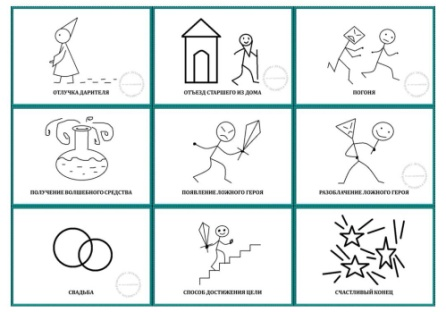 ОТЛУЧКА ДАРИТЕЛЯ
ОТЪЕЗД СТАРШЕГО ИЗ ДОМА
ПОГОНЯ
ПОЛУЧЕНИЕ ВОЛШЕБНОГО СРЕДСТВА
ПОЯВЛЕНИЕ ЛОЖНОГО ГЕРОЯ
РАЗОБЛАЧЕНИЕ ЛОЖНОГО ГЕРОЯ
СВАДЬБА
СПОСОБ ДОСТИЖЕНИЯ ЦЕЛИ
СЧАСТЛИВЫЙ КОНЕЦ